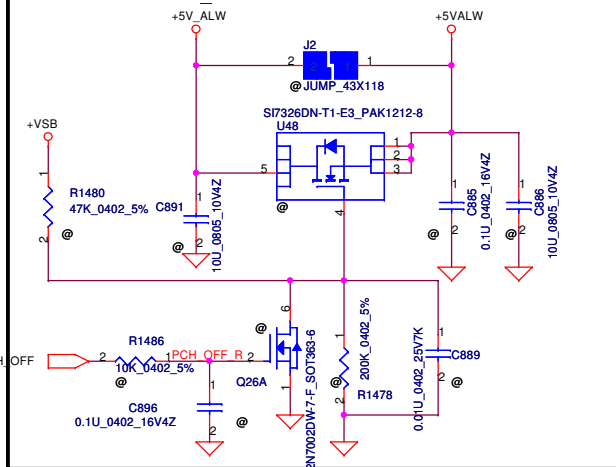 +5V_ALW
+5VALW
J2
2
2
1
1
@
JUMP_43X118
SI7326DN-T1-E3_PAK1212-8
U48
+VSB
5
1
2
3
@
4
1
R1480
47K_0402_5%
2
@
C891
1
2
@
10U_0805_10V4Z
1
C885
2
@
0.1U_0402_16V4Z
1
C886
2
@
10U_0805_10V4Z
_OFF
2
R1486
1
PCH_OFF_R
10K_0402_5%
@
2
6
@
1
Q26A
2N7002DW-7-F_SOT363-6
1
2
200K_0402_5%
R1478
@
1
C889
2
@
0.01U_0402_25V7K
1
C896
2
@
0.1U_0402_16V4Z